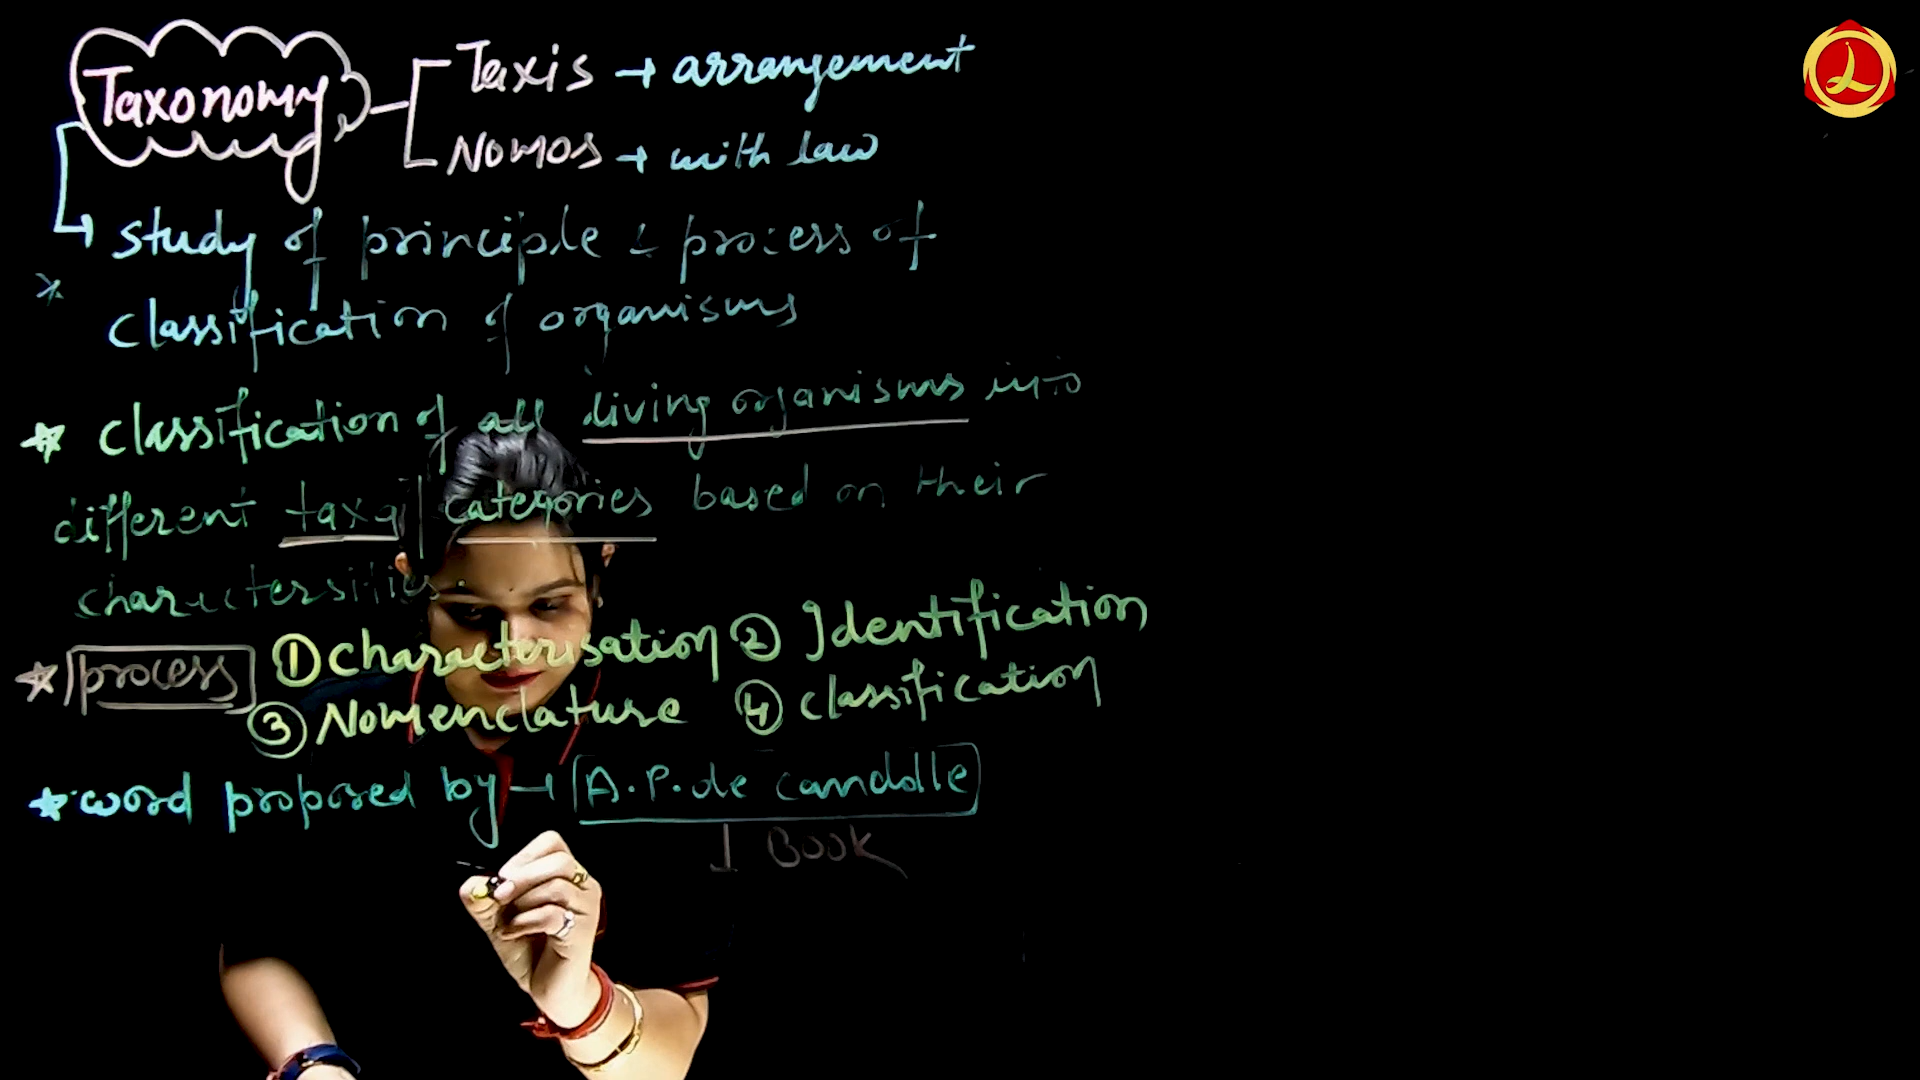 Taxonomy
Taxis → arrangement
Nomos → with law
study of principle & process of
classification of organisms
classification of all living organisms into
different taxa | categories based on their
charactersitics.
process ① characterisation ② Identification
③ Nomenclature ④ classification
word proposed by → A.P. de candolle
↓ Book